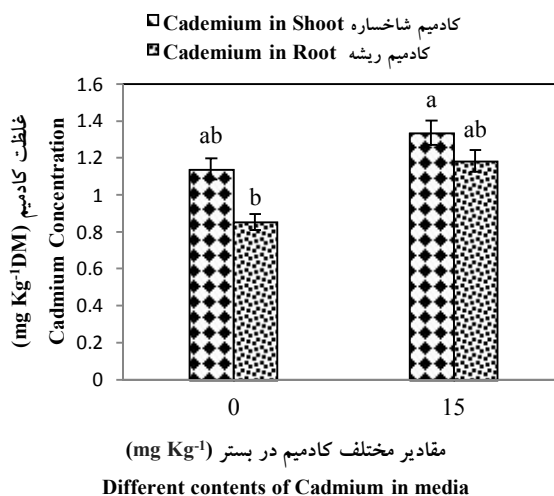 Cademium in Shoot کادمیم شاخساره
Cademium in Root کادمیم ریشه
غلظت کادمیم (mg Kg⁻¹DM)
Cadmium Concentration
1.6
1.4
1.2
1
0.8
0.6
0.4
0.2
0
ab
b
a
ab
0
15
مقادیر مختلف کادمیم در بستر (mg Kg⁻¹)
Different contents of Cadmium in media